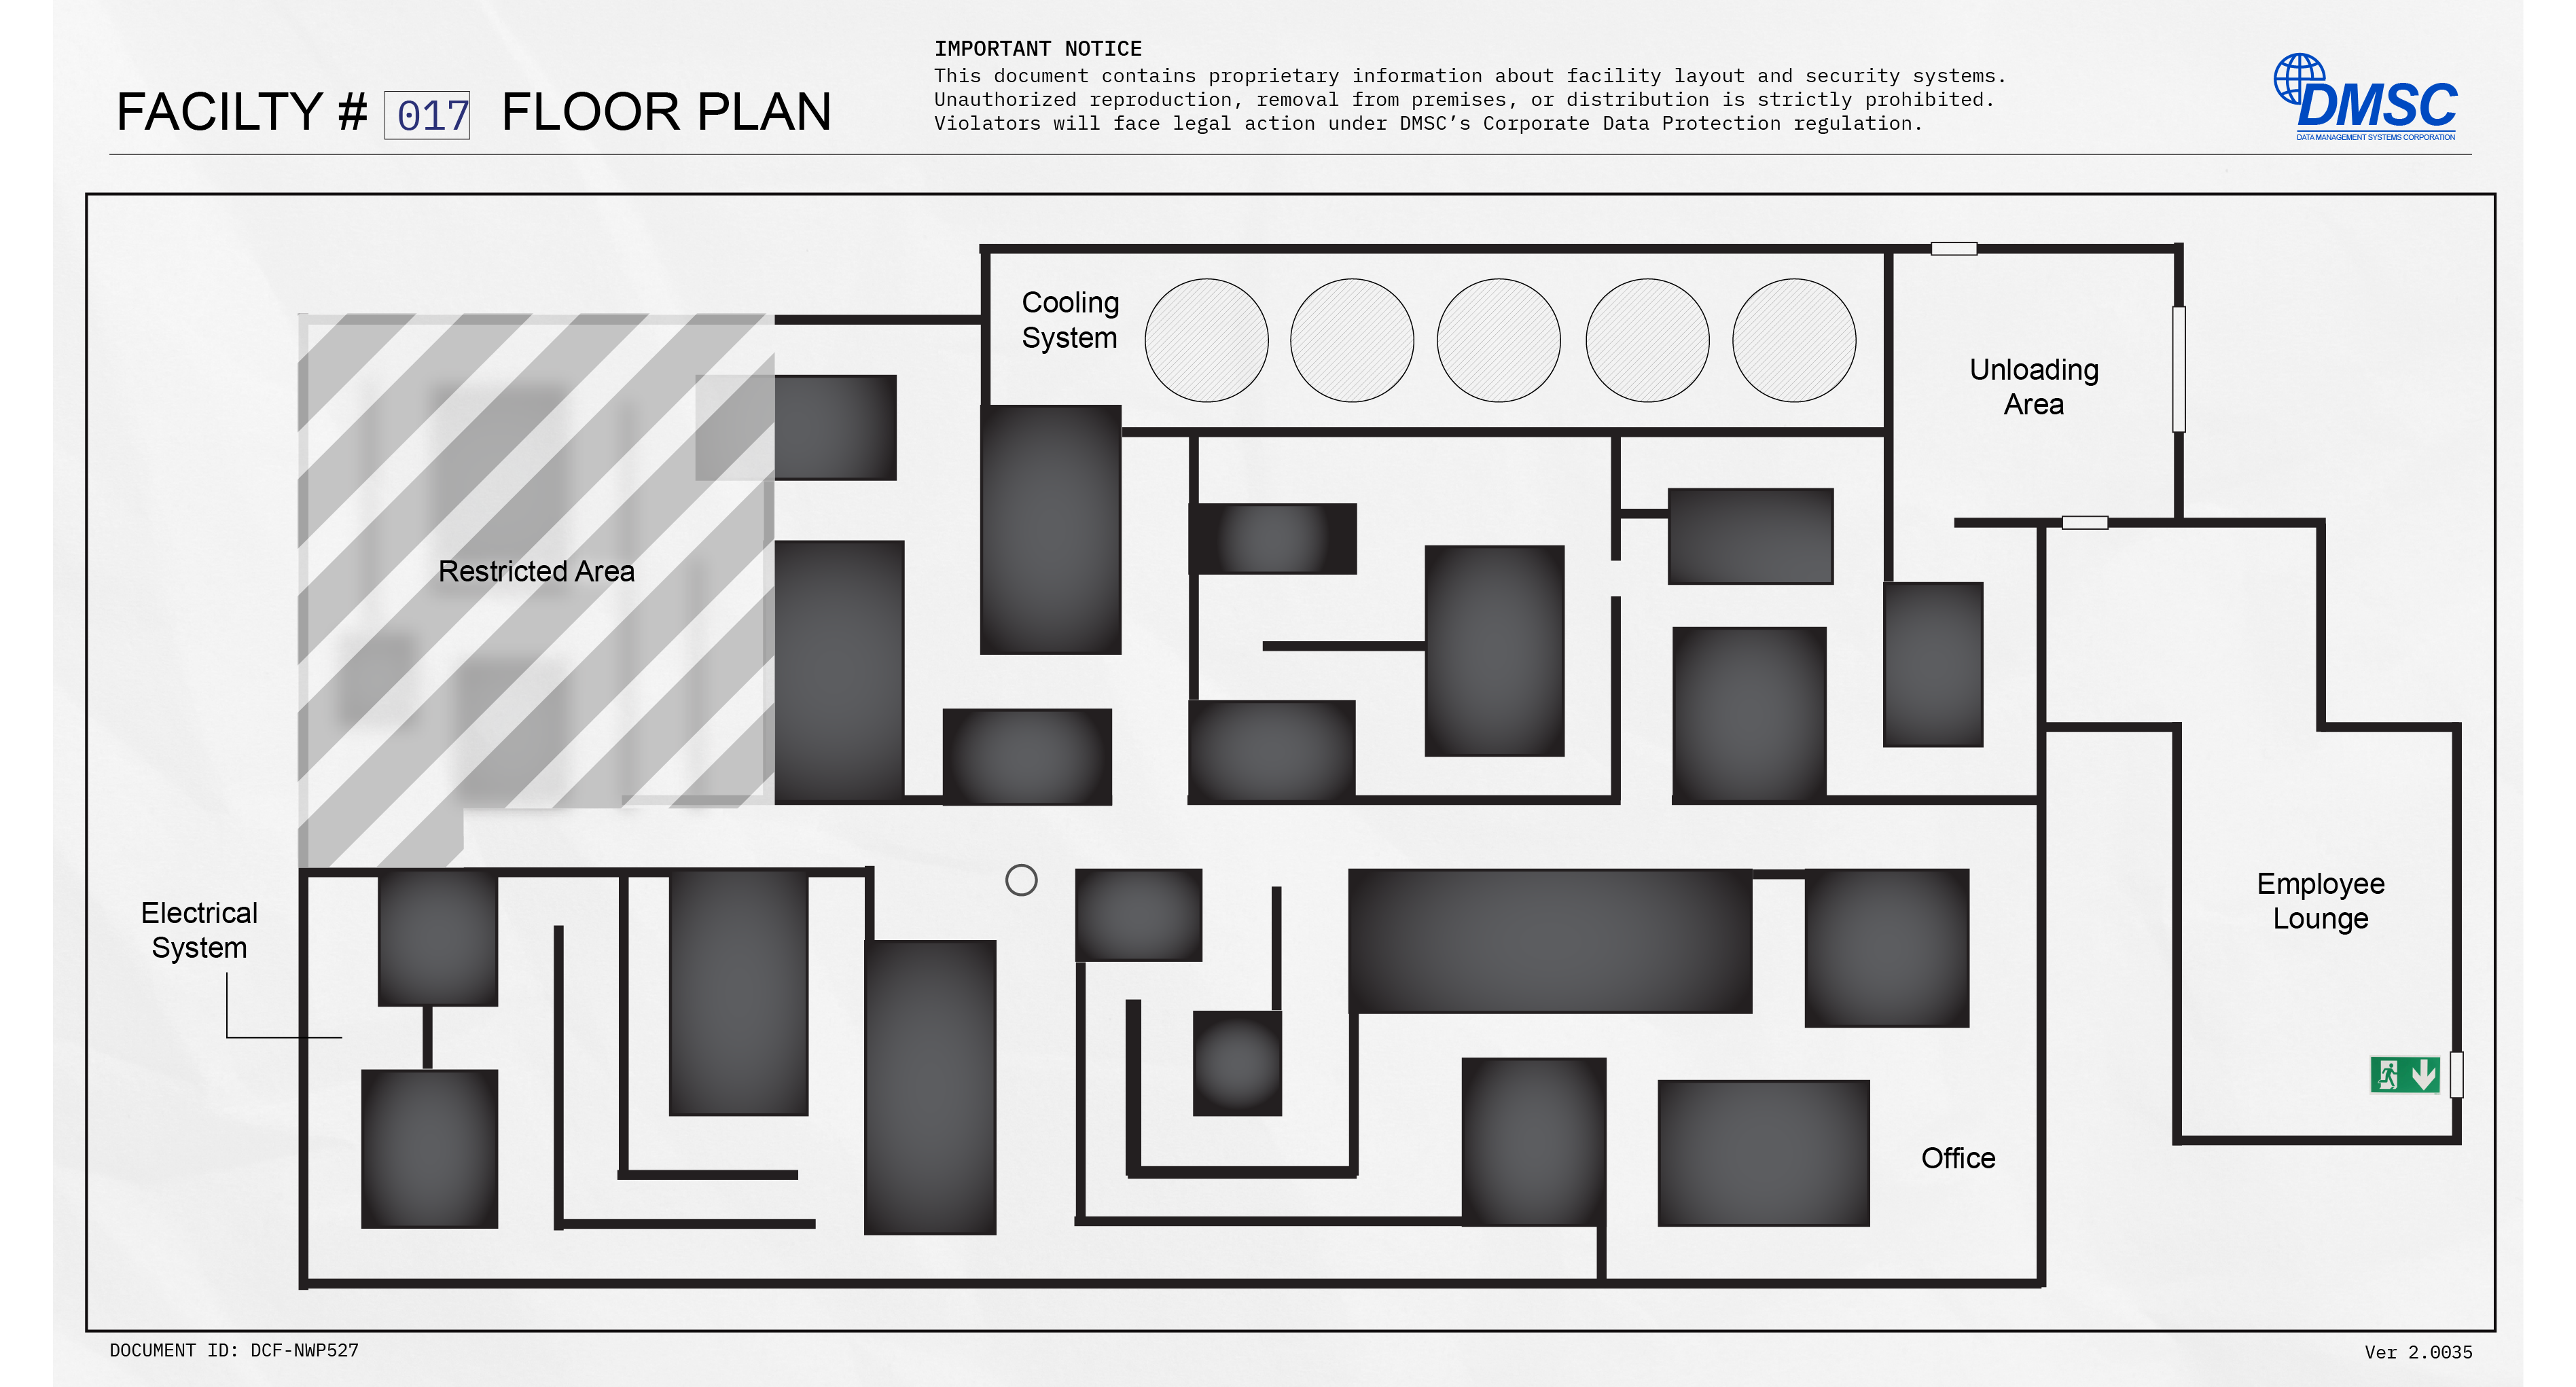 FACILTY # 017 FLOOR PLAN
IMPORTANT NOTICE
This document contains proprietary information about facility layout and security systems.
Unauthorized reproduction, removal from premises, or distribution is strictly prohibited.
Violators will face legal action under DMSC’s Corporate Data Protection regulation.
DMSC
DATA MANAGEMENT SYSTEMS CORPORATION
Cooling
System
Unloading
Area
Restricted Area
Electrical
System
Employee
Lounge
Office
DOCUMENT ID: DCF-NWP527
Ver 2.0035